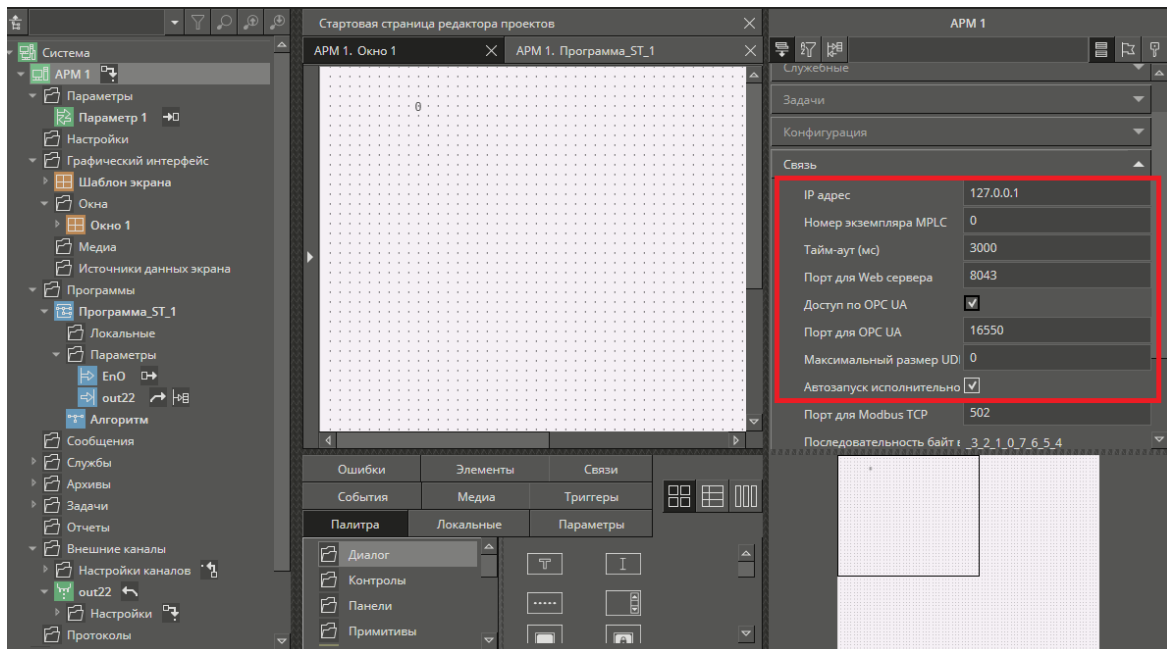 Стартовая страница редактора проектов
АРМ 1
АРМ 1. Окно 1
АРМ 1. Программа_ST_1
Система
АРМ 1
Параметры
Параметр 1
Настройки
Графический интерфейс
Шаблон экрана
Окна
Окно 1
Медиа
Источники данных экрана
Программы
Программа_ST_1
Локальные
Параметры
EnO
out22
Алгоритм
Сообщения
Службы
Архивы
Задачи
Отчеты
Внешние каналы
Настройки каналов
out22
Настройки
Протоколы
0
Ошибки
Элементы
Связи
События
Медиа
Триггеры
Палитра
Локальные
Параметры
Диалог
Контролы
Панели
Примитивы
Служебные
Задачи
Конфигурация
Связь
IP адрес 127.0.0.1
Номер экземпляра MPLC 0
Тайм-аут (мс) 3000
Порт для Web сервера 8043
Доступ по OPC UA
Порт для OPC UA 16550
Максимальный размер UDI 0
Автозапуск исполнительно
Порт для Modbus TCP 502
Последовательность байт _3_2_1_0_7_6_5_4